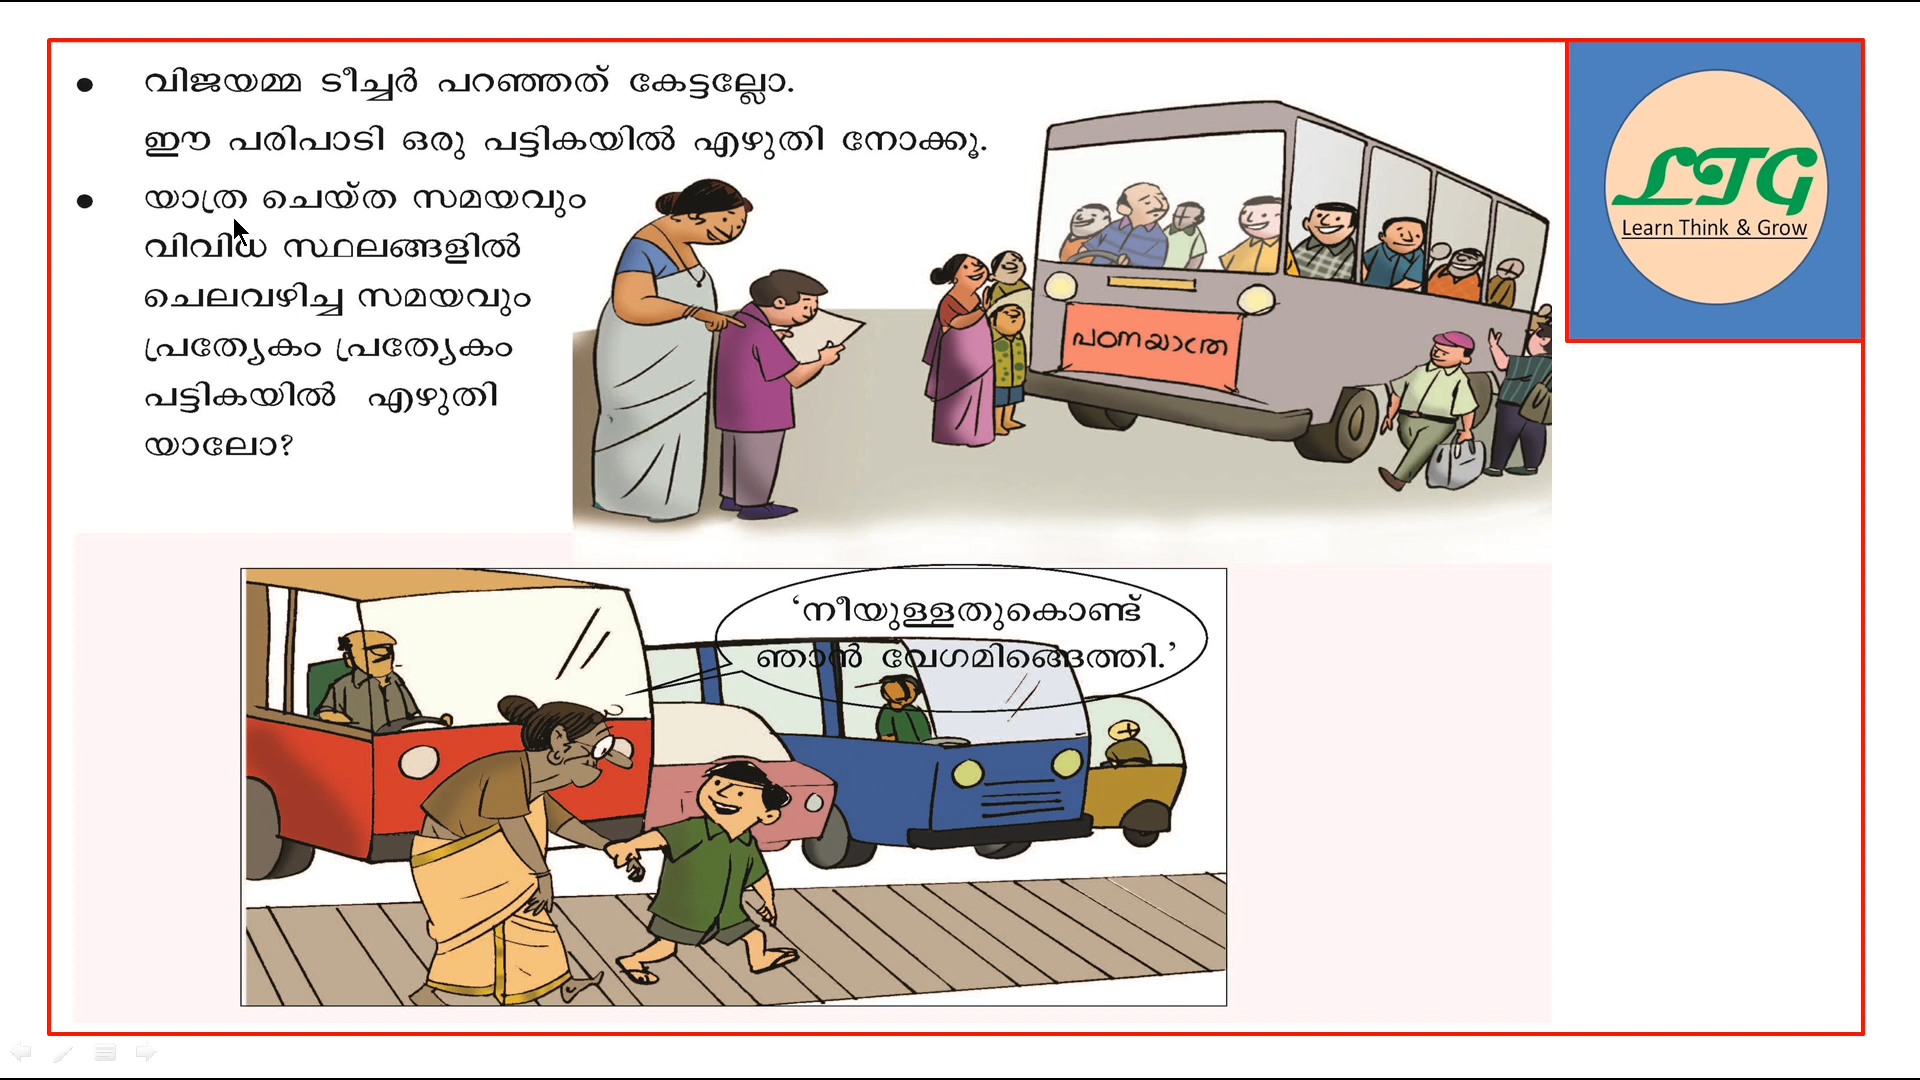 വിജയമ്മ ടീച്ചർ പറഞ്ഞത് കേട്ടല്ലോ.
ഈ പരിപാടി ഒരു പട്ടികയിൽ എഴുതി നോക്കൂ.
യാത്ര ചെയ്ത സമയവും
വിവിധ സ്ഥലങ്ങളിൽ
ചെലവഴിച്ച സമയവും
പ്രത്യേകം പ്രത്യേകം
പട്ടികയിൽ എഴുതി
യാലോ?
പഠനയാത്ര
LTG
Learn Think & Grow
‘നീയുള്ളതുകൊണ്ട്
ഞാൻ വേഗമിങ്ങെത്തി.’